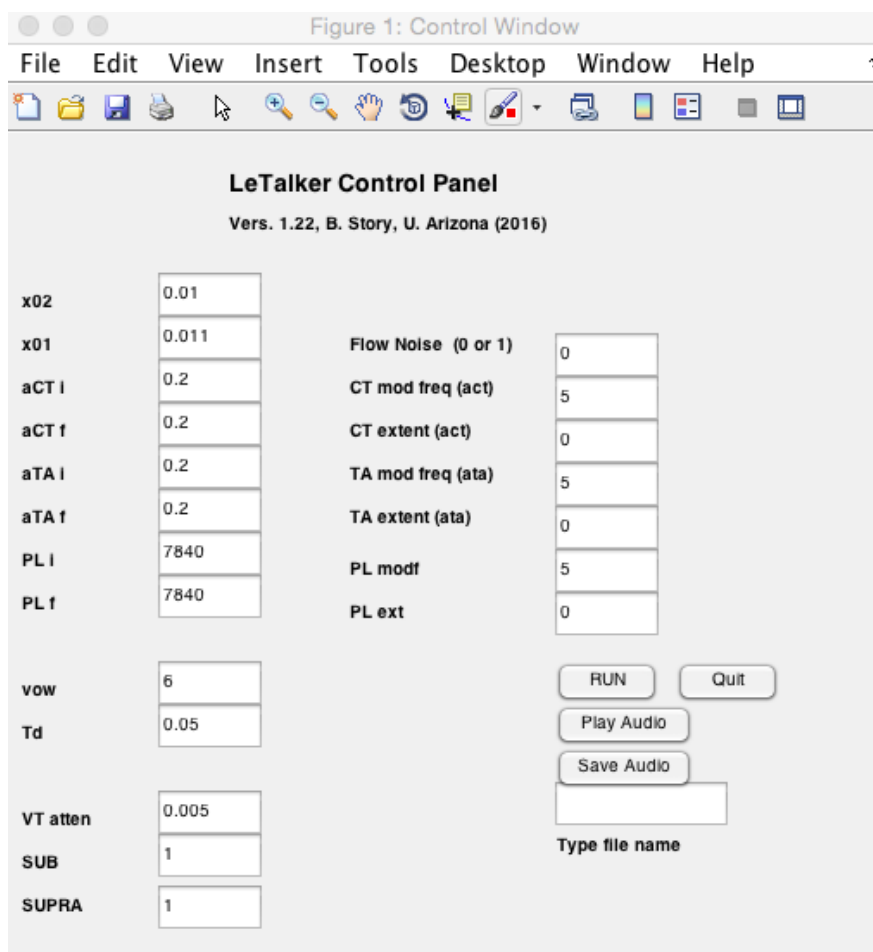 Figure 1: Control Window
File Edit View Insert Tools Desktop Window Help
LeTalker Control Panel
Vers. 1.22, B. Story, U. Arizona (2016)
x02 0.01
x01 0.011
aCT i 0.2
aCT f 0.2
aTA i 0.2
aTA f 0.2
PL i 7840
PL f 7840
vow 6
Td 0.05
VT atten 0.005
SUB 1
SUPRA 1
Flow Noise (0 or 1) 0
CT mod freq (act) 5
CT extent (act) 0
TA mod freq (ata) 5
TA extent (ata) 0
PL modf 5
PL ext 0
RUN Quit
Play Audio
Save Audio
Type file name